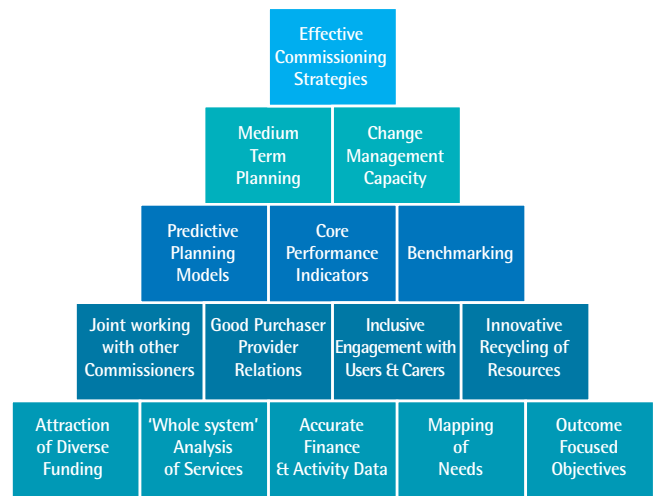 Effective
Commissioning
Strategies
Medium
Term
Planning
Change
Management
Capacity
Predictive
Planning
Models
Core
Performance
Indicators
Benchmarking
Joint working
with other
Commissioners
Good Purchaser
Provider
Relations
Inclusive
Engagement with
Users & Carers
Innovative
Recycling of
Resources
Attraction
of Diverse
Funding
‘Whole system’
Analysis
of Services
Accurate
Finance
& Activity Data
Mapping
of
Needs
Outcome
Focused
Objectives